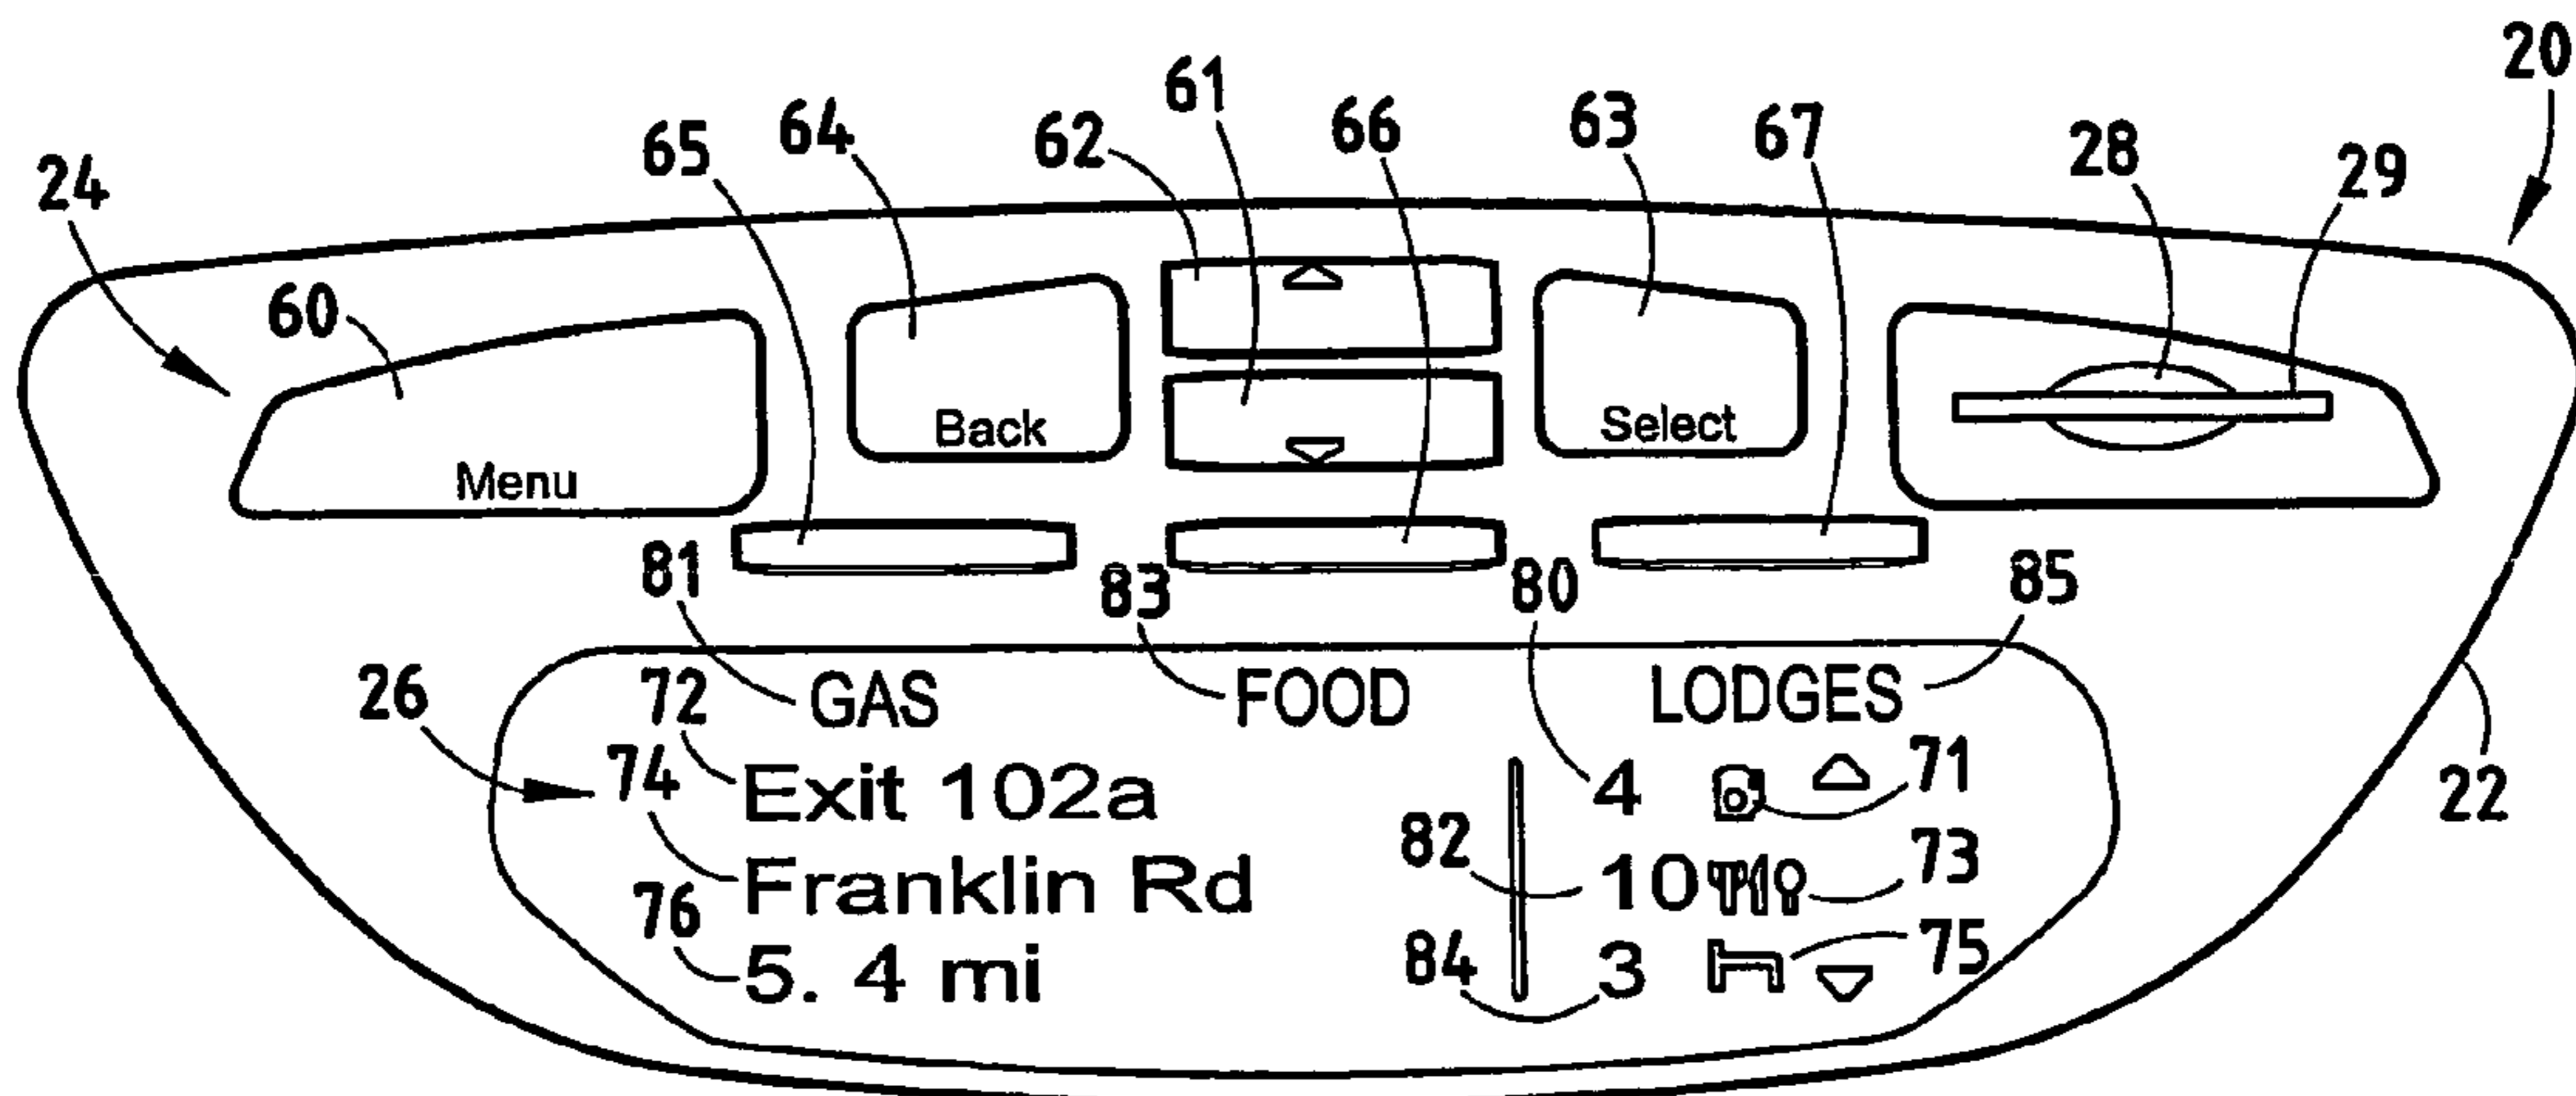 20
61
62 66 63 67
65 64 28 29
24
60
Back Select
Menu
81 83 80 85
26 72 GAS FOOD LODGES
74 Exit 102a 4 71
22
82 73
76 Franklin Rd 10
84 75
5. 4 mi 3